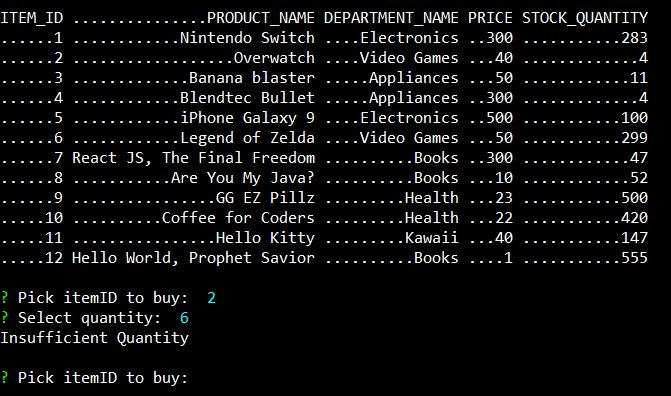 ITEM_ID ...............PRODUCT_NAME DEPARTMENT_NAME PRICE STOCK_QUANTITY
......1 ............Nintendo Switch ....Electronics ..300 ...........283
......2 ..................Overwatch ....Video Games ...40 .............4
......3 .............Banana blaster .....Appliances ...50 ............11
......4 ............Blendtec Bullet .....Appliances ..300 .............4
......5 ............iPhone Galaxy 9 ....Electronics ..500 ...........100
......6 ............Legend of Zelda ....Video Games ...50 ...........299
......7 React JS, The Final Freedom ..........Books ..300 ............47
......8 ...........Are You My Java? ..........Books ...10 ............52
......9 ................GG EZ Pillz .........Health ...23 ...........500
.....10 ..........Coffee for Coders .........Health ...22 ...........420
.....11 ................Hello Kitty .........Kawaii ...40 ...........147
.....12 Hello World, Prophet Savior ..........Books ....1 ...........555
? Pick itemID to buy:  2
? Select quantity:  6
Insufficient Quantity
? Pick itemID to buy: